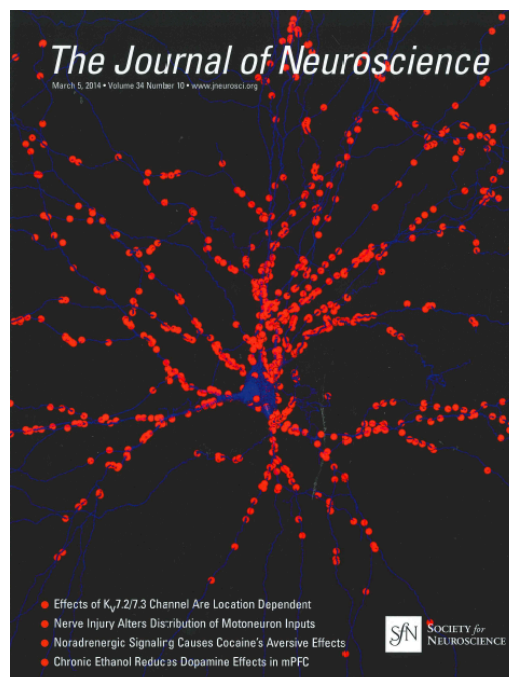 The Journal of Neuroscience
March 5, 2014 • Volume 34 Number 10 • www.jneurosci.org
• Effects of KV7.2/7.3 Channel Are Location Dependent
• Nerve Injury Alters Distribution of Motoneuron Inputs
• Noradrenergic Signaling Causes Cocaine's Aversive Effects
• Chronic Ethanol Reduces Dopamine Effects in mPFC
SfN
SOCIETY for
NEUROSCIENCE